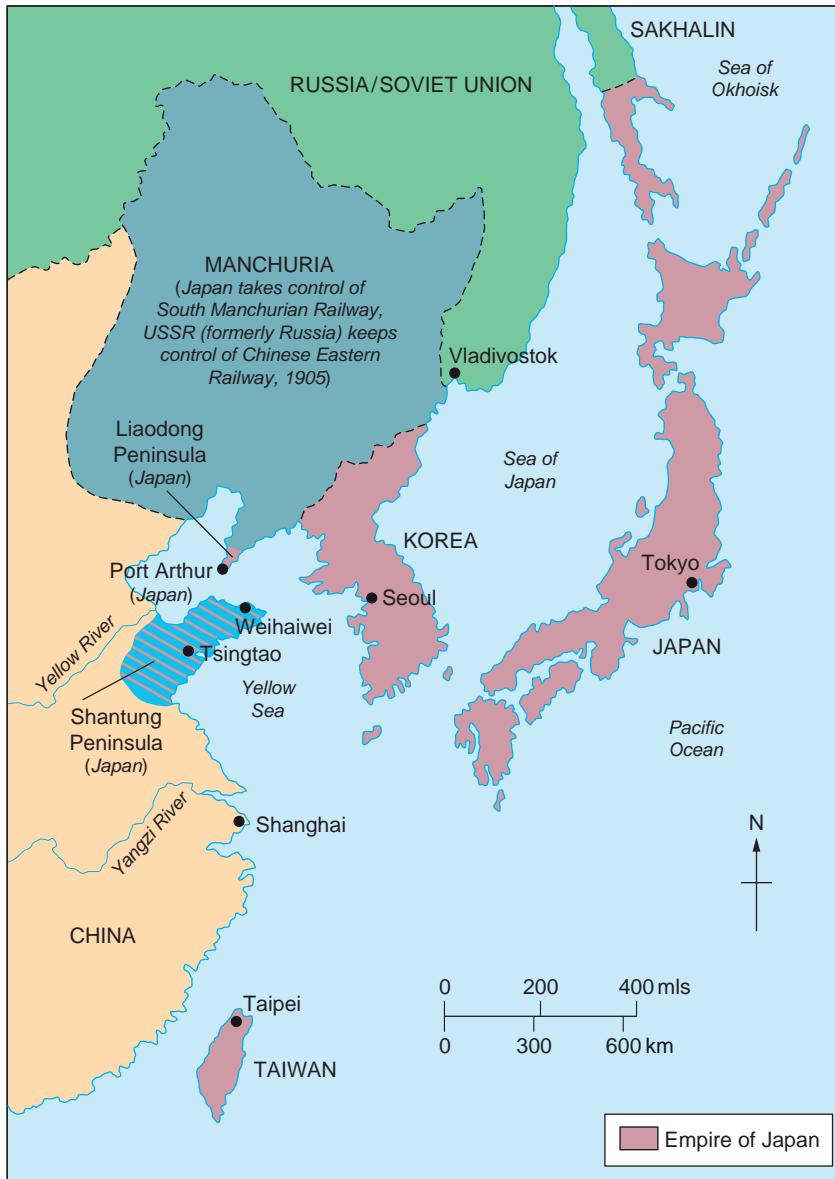 SAKHALIN
Sea of
Okhoisk
RUSSIA/SOVIET UNION
MANCHURIA
(Japan takes control of
South Manchurian Railway,
USSR (formerly Russia) keeps
control of Chinese Eastern
Railway, 1905)
Vladivostok
Liaodong
Peninsula
(Japan)
Sea of
Japan
KOREA
Port Arthur
(Japan)
Tokyo
Seoul
Weihaiwei
Yellow River
Tsingtao
JAPAN
Yellow
Sea
Shantung
Peninsula
(Japan)
Pacific
Ocean
Yangzi River
Shanghai
N
CHINA
0 200 400 mls
0 300 600 km
Taipei
TAIWAN
Empire of Japan